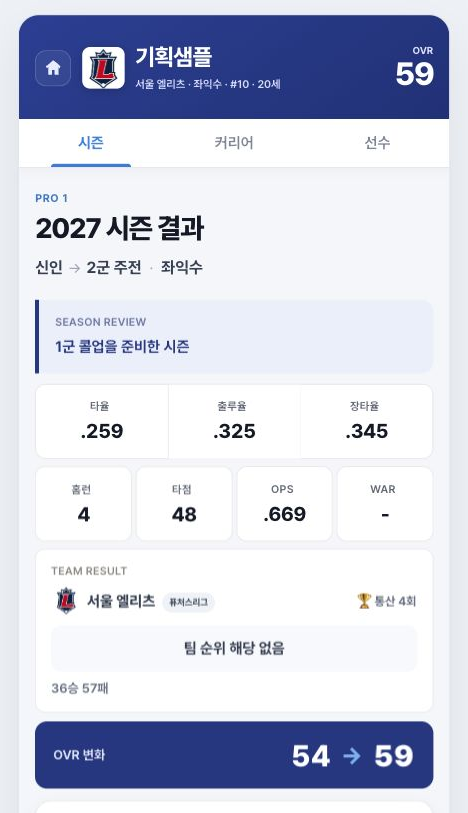 기획샘플
서울 엘리츠 · 좌익수 · #10 · 20세
OVR
59
시즌 커리어 선수
PRO 1
2027 시즌 결과
신인 → 2군 주전 · 좌익수
SEASON REVIEW
1군 콜업을 준비한 시즌
타율 출루율 장타율
.259 .325 .345
홈런 타점 OPS WAR
4 48 .669 -
TEAM RESULT
서울 엘리츠 퓨처스리그 통산 4회
팀 순위 해당 없음
36승 57패
OVR 변화 54 → 59